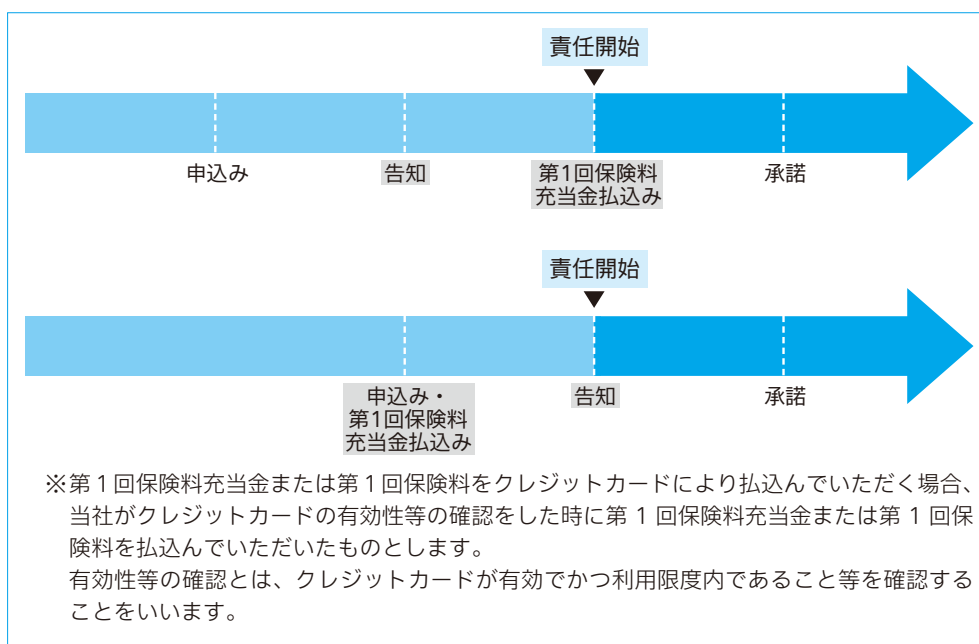 責任開始
申込み
告知
第1回保険料
充当金払込み
承諾
責任開始
申込み・
第1回保険料
充当金払込み
告知
承諾
※第1回保険料充当金または第1回保険料をクレジットカードにより払込んでいただく場合、
当社がクレジットカードの有効性等の確認をした時に第 1 回保険料充当金または第 1 回保
険料を払込んでいただいたものとします。
有効性等の確認とは、クレジットカードが有効でかつ利用限度内であること等を確認する
ことをいいます。